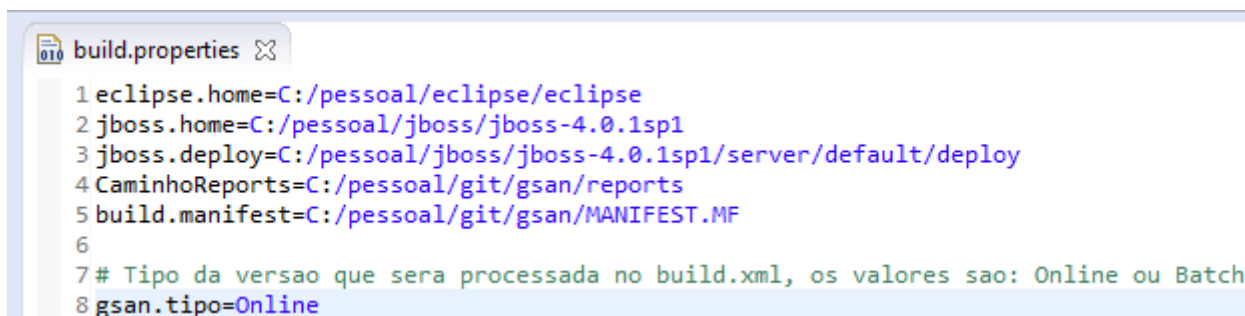 build.properties
1 eclipse.home=C:/pessoal/eclipse/eclipse
2 jboss.home=C:/pessoal/jboss/jboss-4.0.1sp1
3 jboss.deploy=C:/pessoal/jboss/jboss-4.0.1sp1/server/default/deploy
4 CaminhoReports=C:/pessoal/git/gsan/reports
5 build.manifest=C:/pessoal/git/gsan/MANIFEST.MF
6
7 # Tipo da versao que sera processada no build.xml, os valores sao: Online ou Batch
8 gsan.tipo=Online